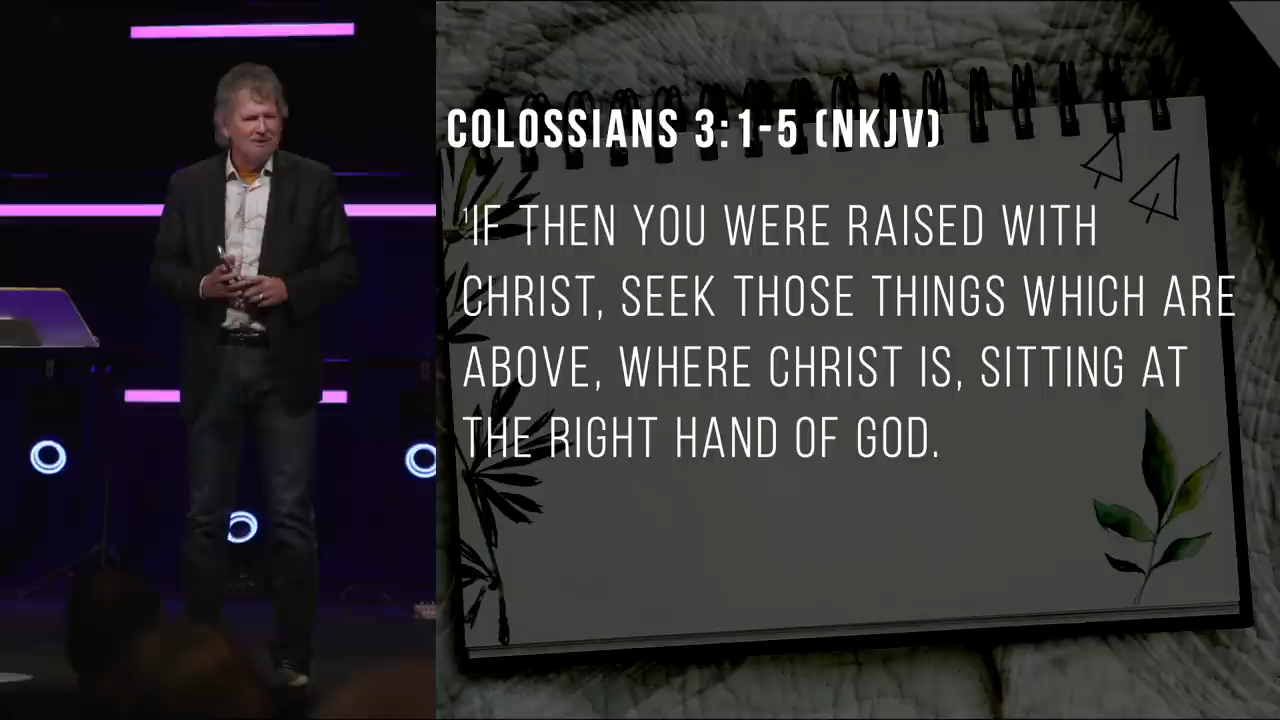 COLOSSIANS 3:1-5 (NKJV)
¹IF THEN YOU WERE RAISED WITH
CHRIST, SEEK THOSE THINGS WHICH ARE
ABOVE, WHERE CHRIST IS, SITTING AT
THE RIGHT HAND OF GOD.